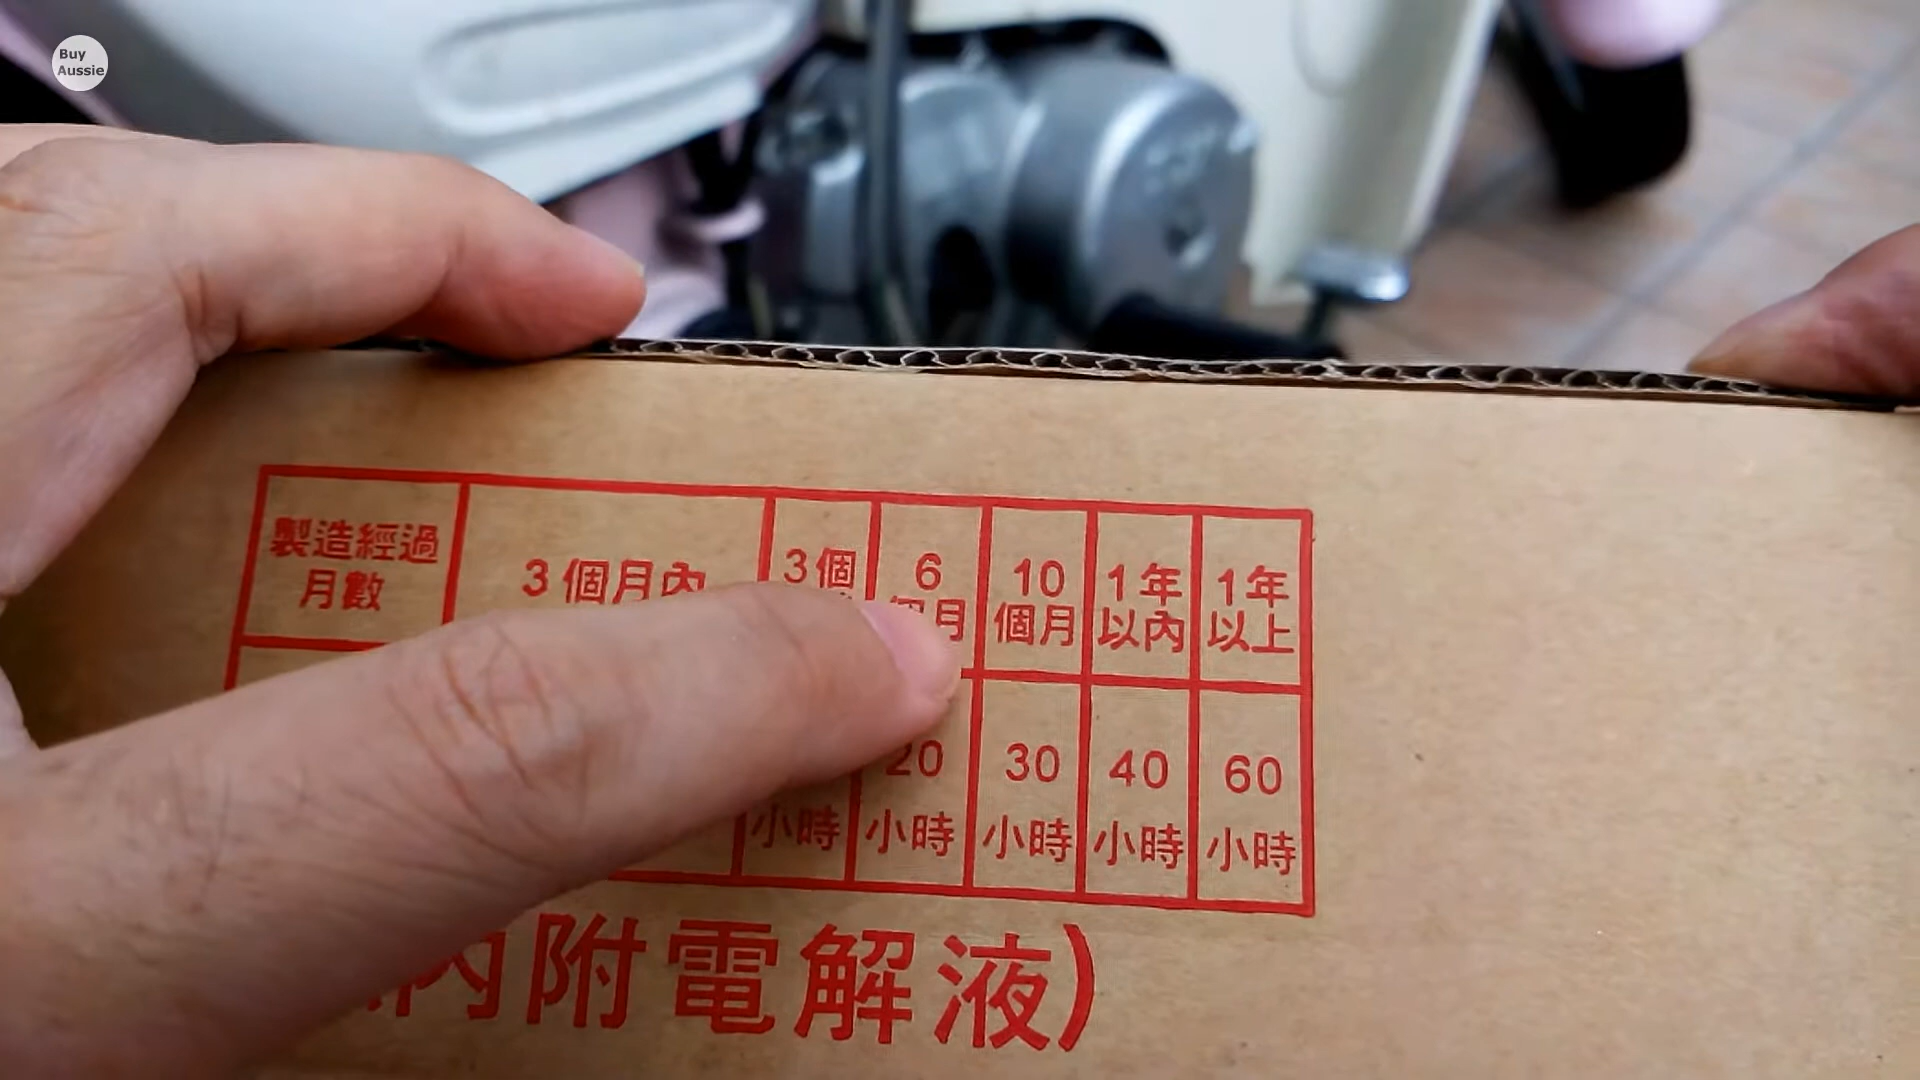 Buy
Aussie
製造經過
月數
3個月內
3個
6
月
10
個月
1年
以內
1年
以上
小時
20
小時
30
小時
40
小時
60
小時
內附電解液)